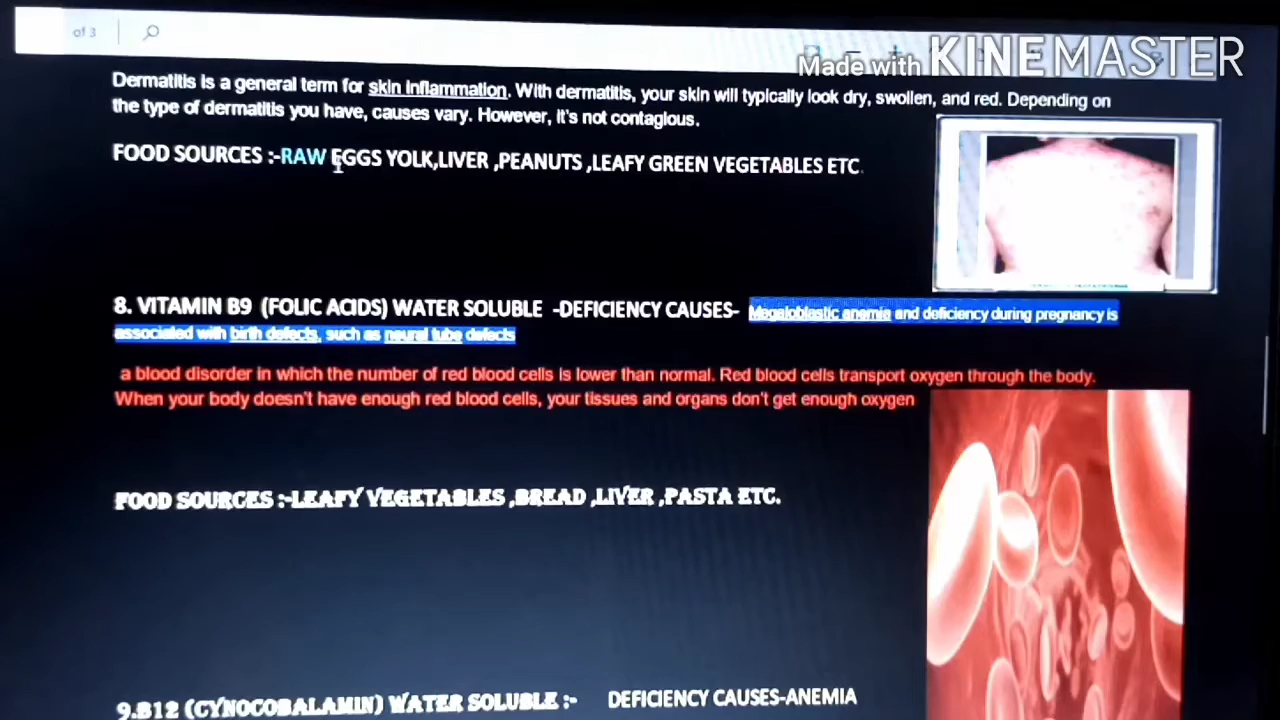 of 3
Made with KINEMASTER
Dermatitis is a general term for skin inflammation. With dermatitis, your skin will typically look dry, swollen, and red. Depending on
the type of dermatitis you have, causes vary. However, it's not contagious.
FOOD SOURCES :-RAW EGGS YOLK,LIVER ,PEANUTS ,LEAFY GREEN VEGETABLES ETC.
8. VITAMIN B9 (FOLIC ACIDS) WATER SOLUBLE -DEFICIENCY CAUSES- Megaloblastic anemia and deficiency during pregnancy is
associated with birth defects, such as neural tube defects
a blood disorder in which the number of red blood cells is lower than normal. Red blood cells transport oxygen through the body.
When your body doesn't have enough red blood cells, your tissues and organs don't get enough oxygen
FOOD SOURCES :-LEAFY VEGETABLES ,BREAD ,LIVER ,PASTA ETC.
9.B12 (CYNOCOBALAMIN) WATER SOLUBLE :- DEFICIENCY CAUSES-ANEMIA